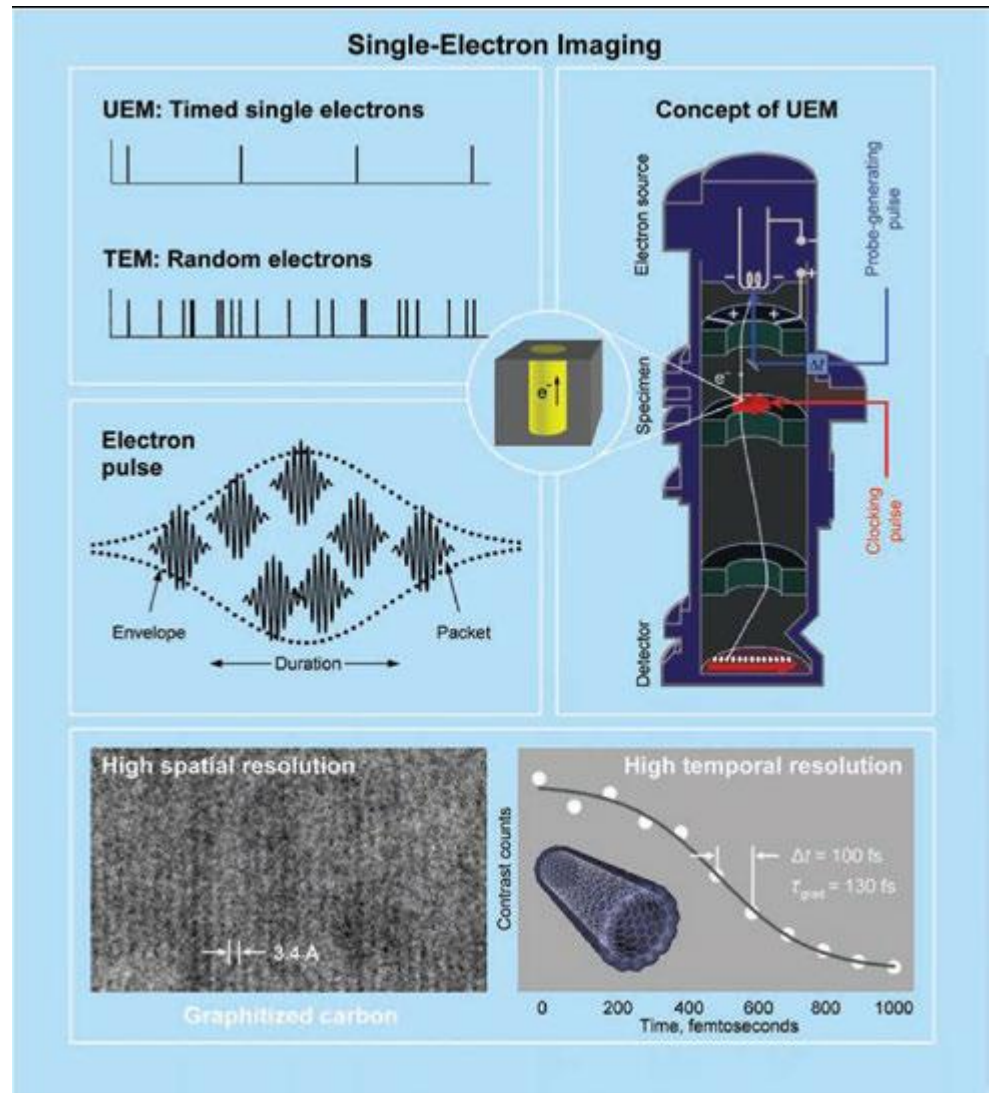 Single-Electron Imaging
UEM: Timed single electrons
TEM: Random electrons
Concept of UEM
Electron source
Probe-generating
pulse
− −
−
+
+ +
Δt
e⁻
Specimen
Clocking
pulse
Detector
e⁻
Electron
pulse
Envelope
Packet
Duration
High spatial resolution
3.4 Å
Graphitized carbon
High temporal resolution
Contrast counts
Δt = 100 fs
τgrad = 130 fs
0 200 400 600 800 1000
Time, femtoseconds